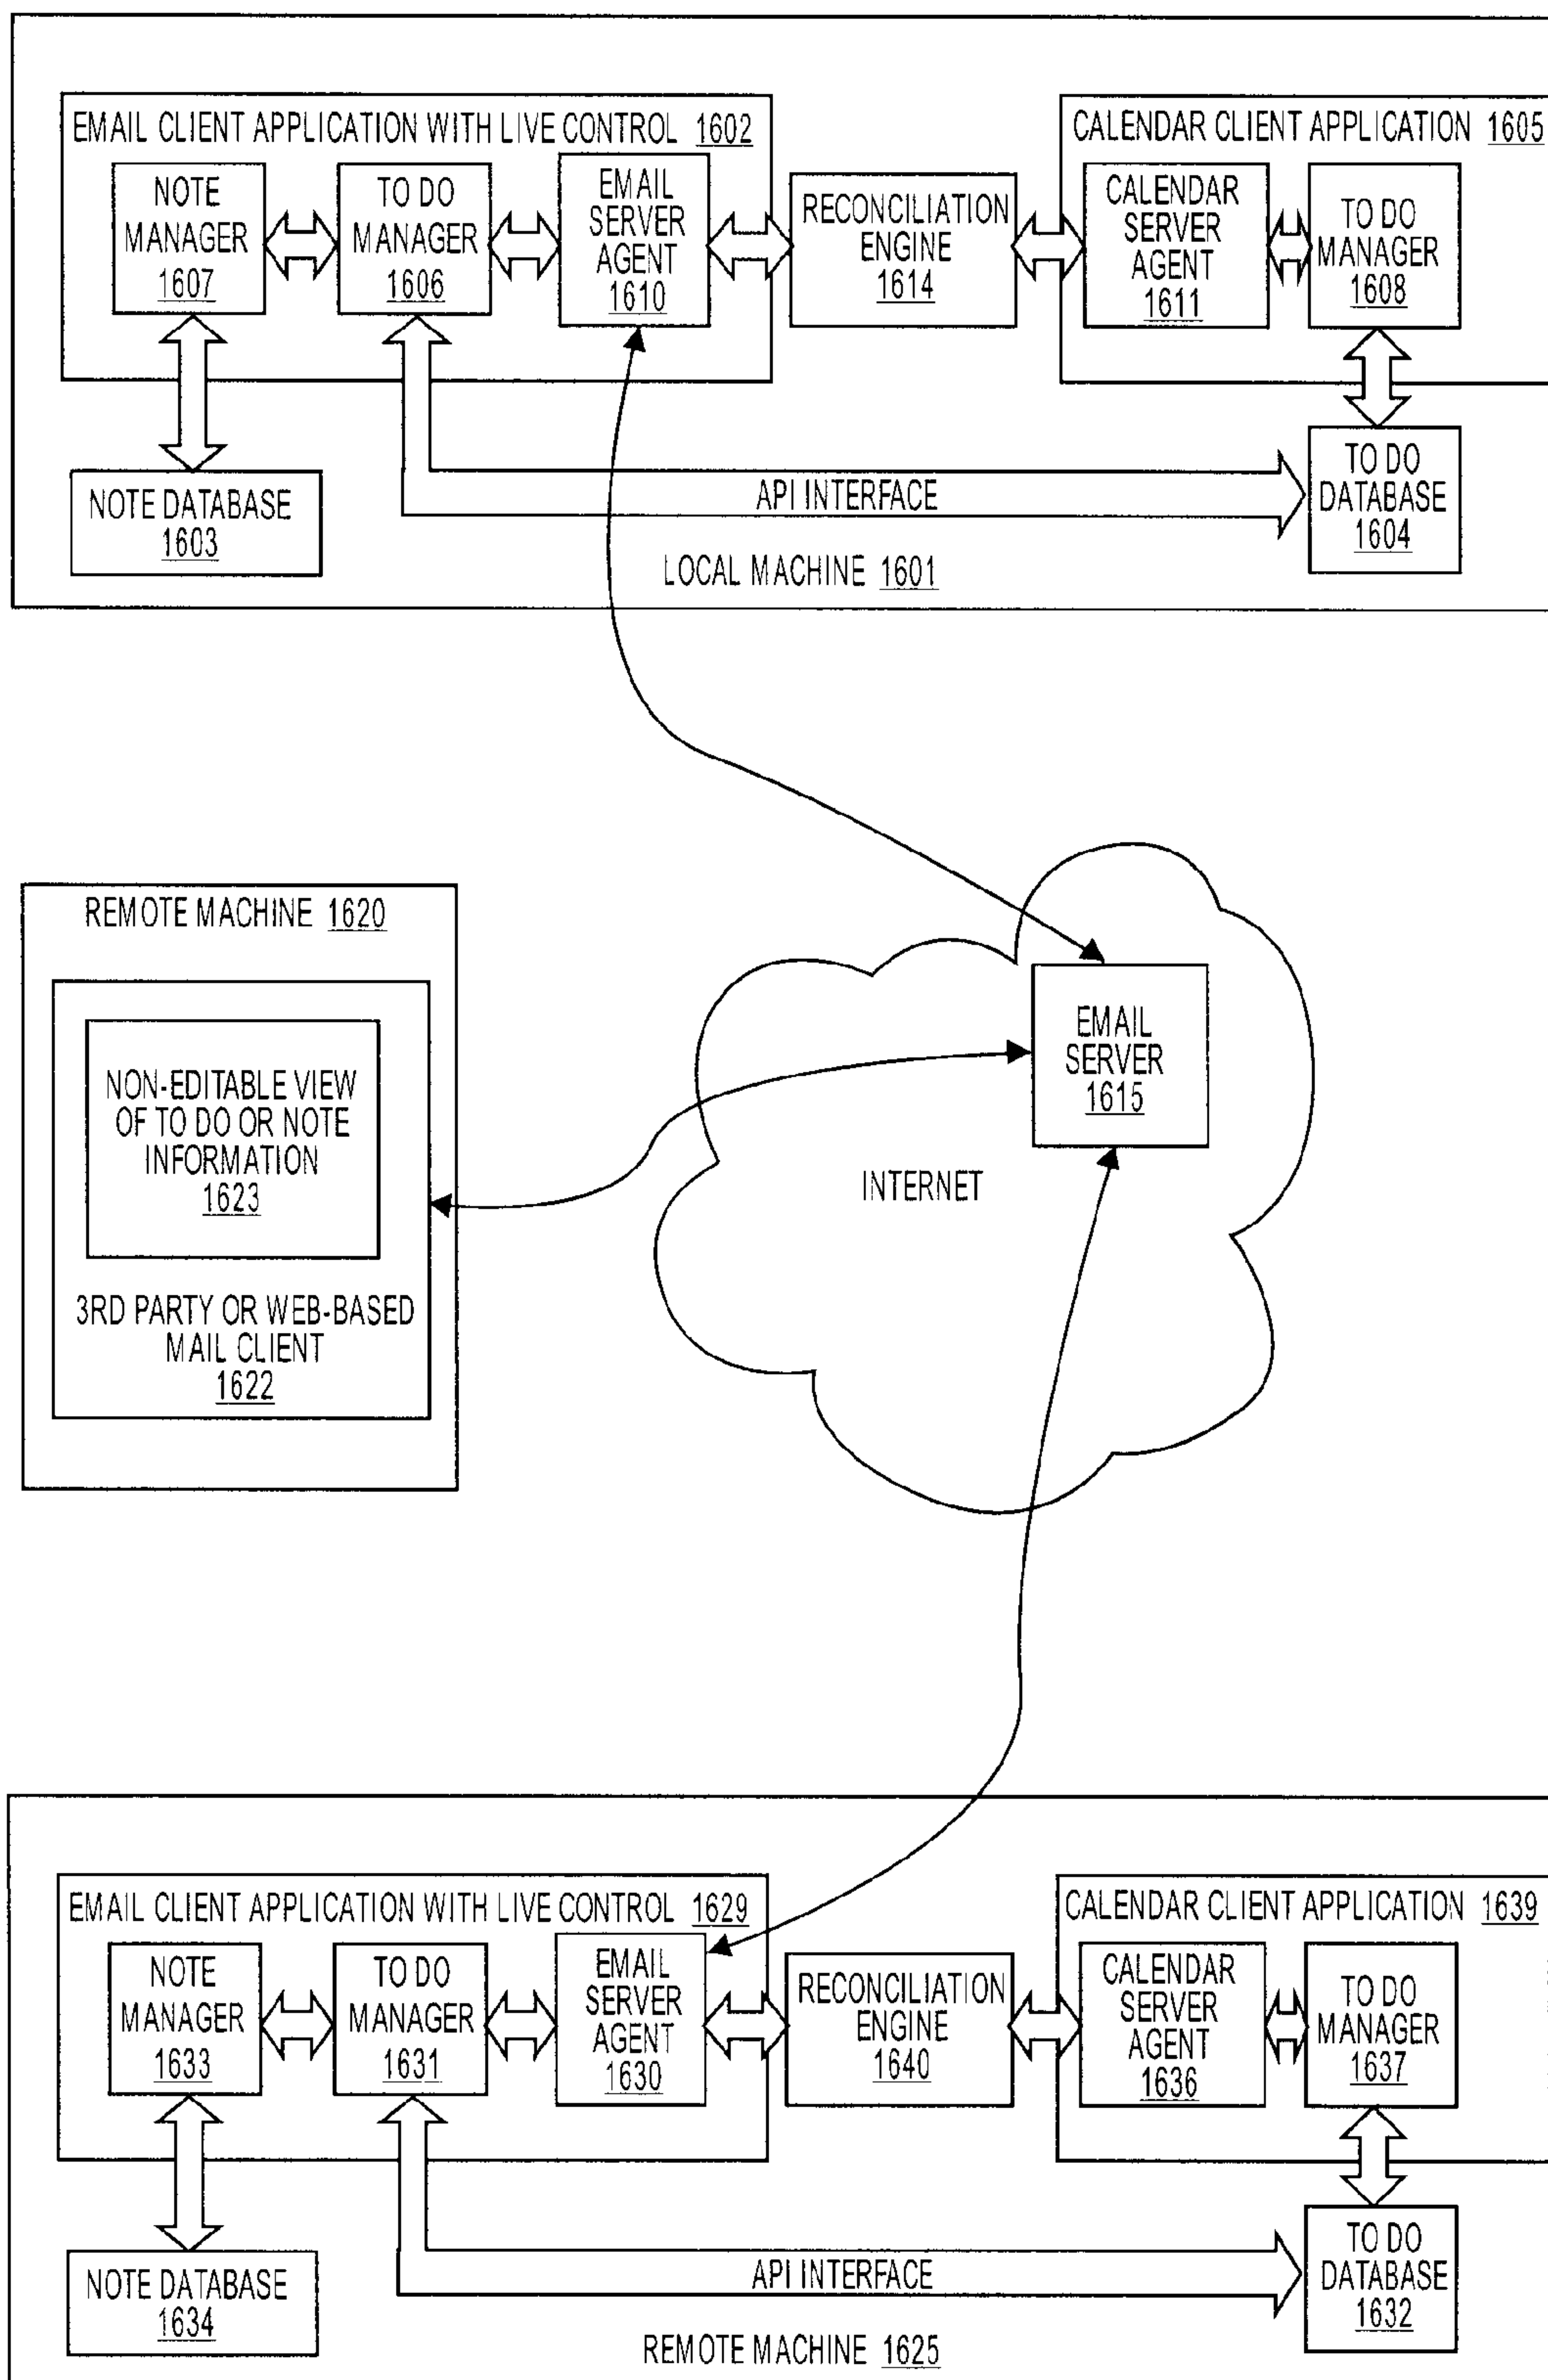 EMAIL CLIENT APPLICATION WITH LIVE CONTROL 1602
NOTE
MANAGER
1607
TO DO
MANAGER
1606
EMAIL
SERVER
AGENT
1610
RECONCILIATION
ENGINE
1614
CALENDAR CLIENT APPLICATION 1605
CALENDAR
SERVER
AGENT
1611
TO DO
MANAGER
1608
NOTE DATABASE
1603
API INTERFACE
TO DO
DATABASE
1604
LOCAL MACHINE 1601
REMOTE MACHINE 1620
NON-EDITABLE VIEW
OF TO DO OR NOTE
INFORMATION
1623
3RD PARTY OR WEB-BASED
MAIL CLIENT
1622
EMAIL
SERVER
1615
INTERNET
EMAIL CLIENT APPLICATION WITH LIVE CONTROL 1629
NOTE
MANAGER
1633
TO DO
MANAGER
1631
EMAIL
SERVER
AGENT
1630
RECONCILIATION
ENGINE
1640
CALENDAR CLIENT APPLICATION 1639
CALENDAR
SERVER
AGENT
1636
TO DO
MANAGER
1637
NOTE DATABASE
1634
API INTERFACE
TO DO
DATABASE
1632
REMOTE MACHINE 1625